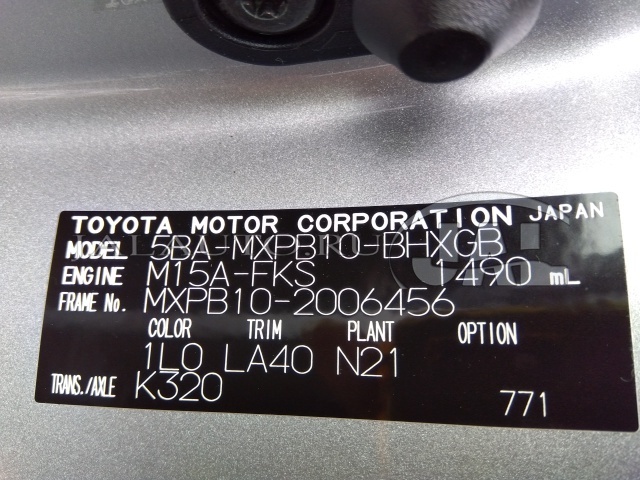 TOYOTA MOTOR CORPORATION JAPAN
MODEL 5BA-MXPB10-BHXGB
ENGINE M15A-FKS 1490 mL
FRAME No. MXPB10-2006456
COLOR TRIM PLANT OPTION
1L0 LA40 N21
TRANS./AXLE K320
771